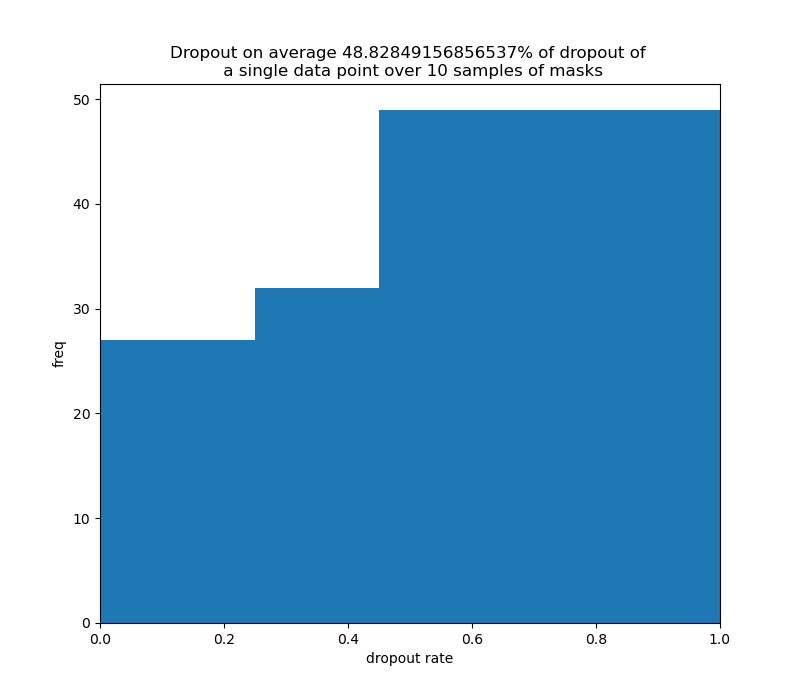 Dropout on average 48.82849156856537% of dropout of
a single data point over 10 samples of masks
50
40
30
20
10
0
freq
0.0 0.2 0.4 0.6 0.8 1.0
dropout rate